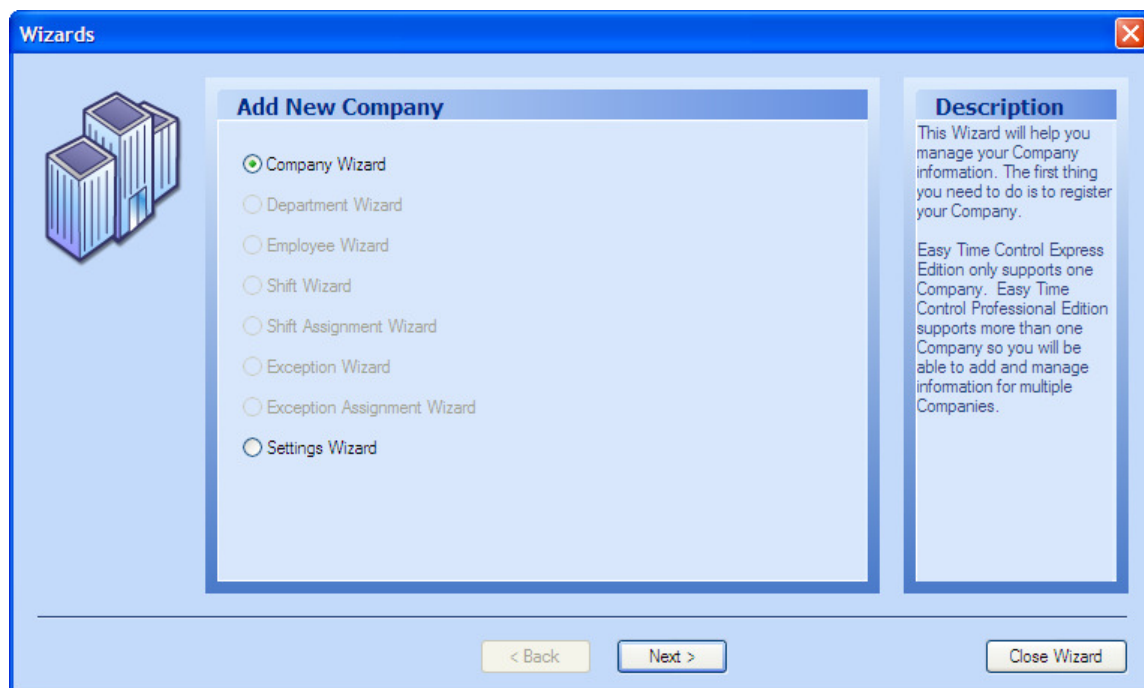 Wizards
Add New Company
Company Wizard
Department Wizard
Employee Wizard
Shift Wizard
Shift Assignment Wizard
Exception Wizard
Exception Assignment Wizard
Settings Wizard
Description
This Wizard will help you
manage your Company
information. The first thing
you need to do is to register
your Company.
Easy Time Control Express
Edition only supports one
Company. Easy Time
Control Professional Edition
supports more than one
Company so you will be
able to add and manage
information for multiple
Companies.
< Back
Next >
Close Wizard